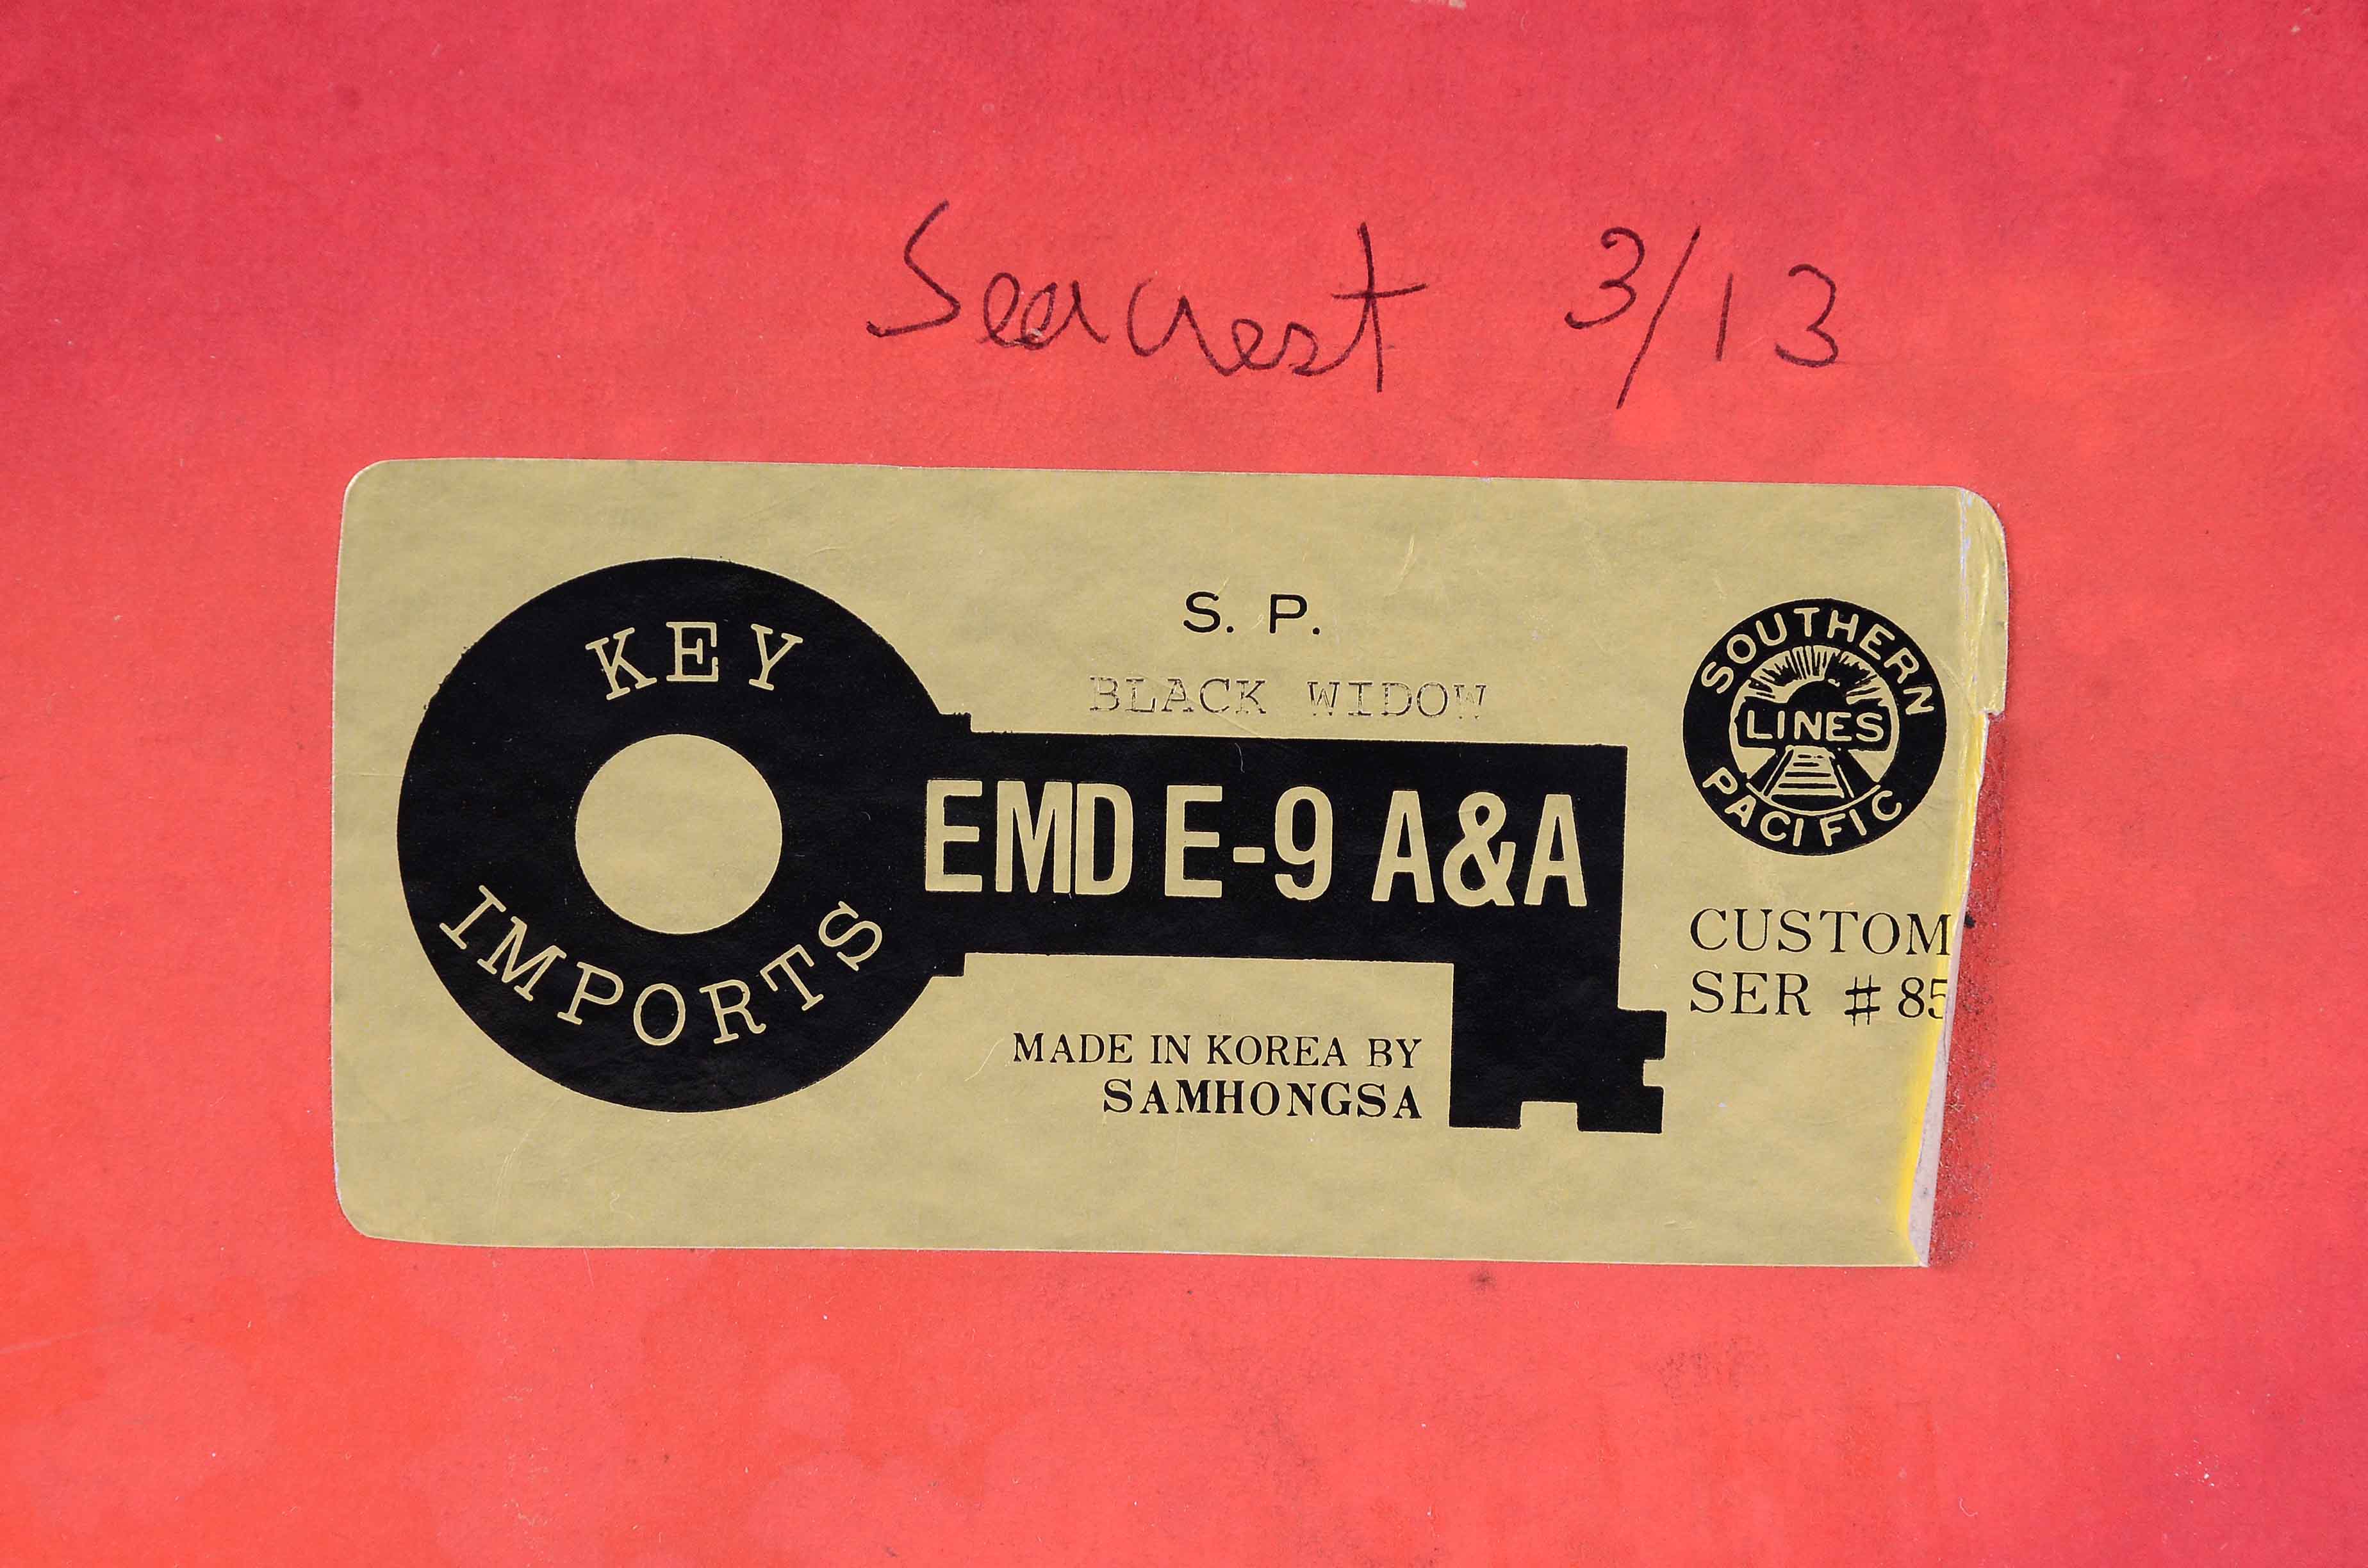 Seacrest 3/13
KEY
IMPORTS
S. P.
BLACK WIDOW
EMD E-9 A&A
MADE IN KOREA BY
SAMHONGSA
SOUTHERN
LINES
PACIFIC
CUSTOM
SER # 85